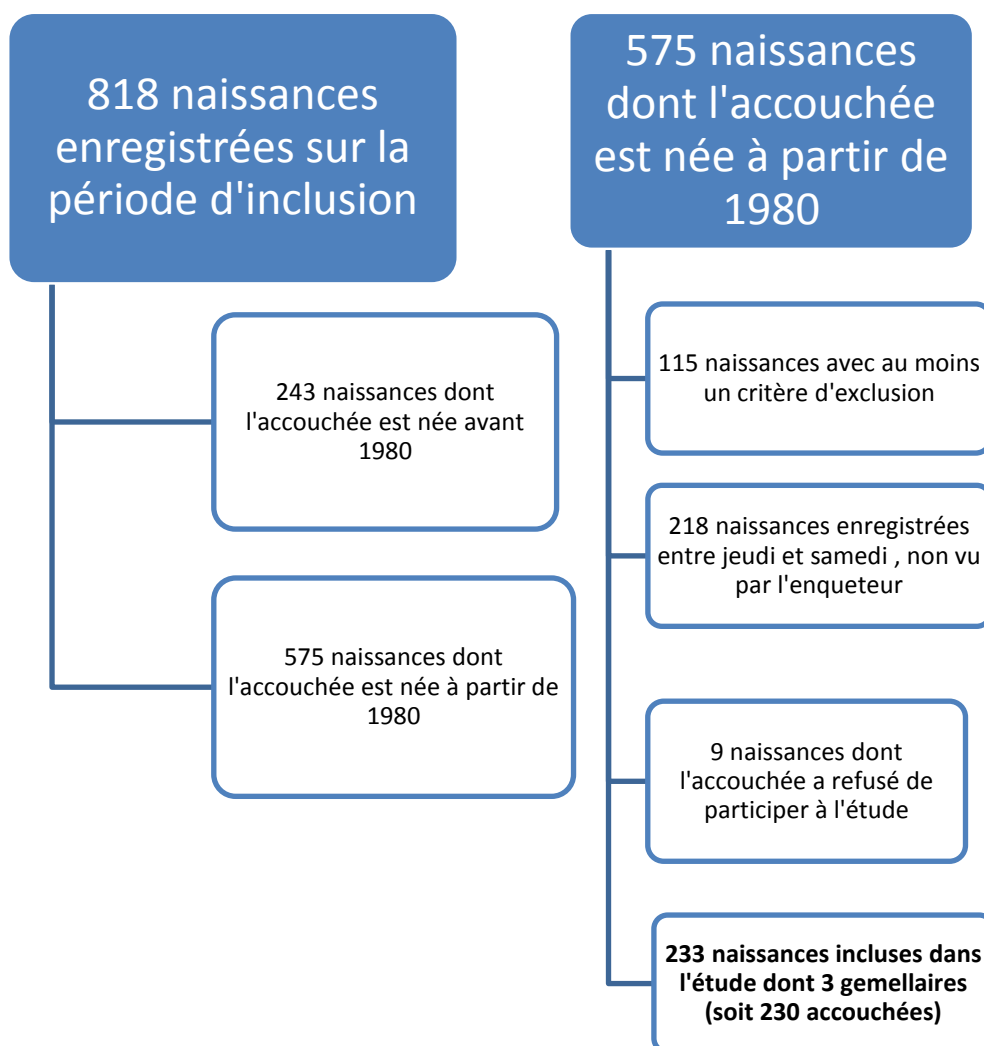 818 naissances
enregistrées sur la
période d'inclusion
243 naissances dont
l'accouchée est née avant
1980
575 naissances dont
l'accouchée est née à partir de
1980
575 naissances
dont l'accouchée
est née à partir de
1980
115 naissances avec au moins
un critère d'exclusion
218 naissances enregistrées
entre jeudi et samedi , non vu
par l'enqueteur
9 naissances dont
l'accouchée a refusé de
participer à l'étude
233 naissances incluses dans
l'étude dont 3 gemellaires
(soit 230 accouchées)